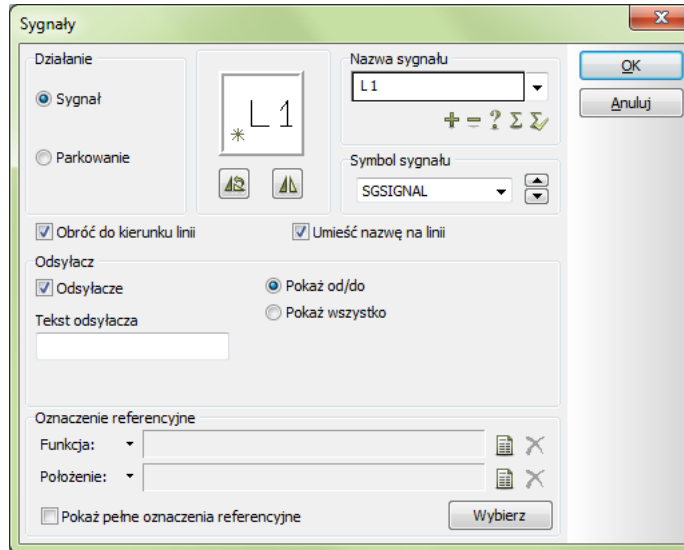 Sygnały
Działanie
Sygnał
Parkowanie
L1
Nazwa sygnału
L1
Symbol sygnału
SGSIGNAL
OK
Anuluj
Obróć do kierunku linii
Umieść nazwę na linii
Odsyłacz
Odsyłacze
Pokaż od/do
Pokaż wszystko
Tekst odsyłacza
Oznaczenie referencyjne
Funkcja:
Położenie:
Pokaż pełne oznaczenia referencyjne
Wybierz